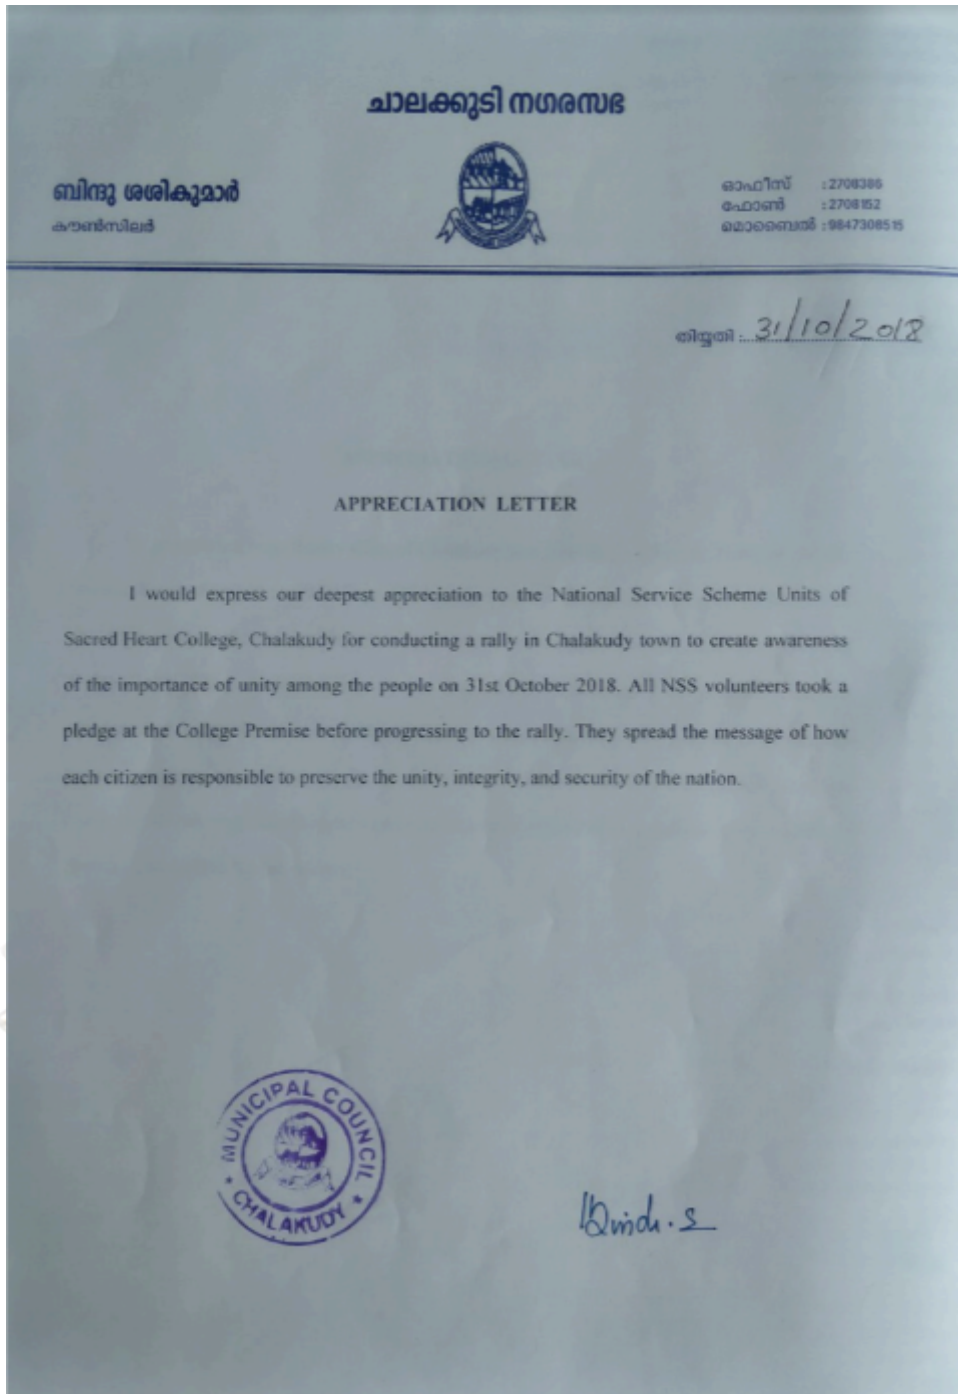 ചാലക്കുടി നഗരസഭ
ബിന്ദു ശശികുമാർ
കൗൺസിലർ
ഓഫീസ് : 2708386
ഫോൺ : 2708152
മൊബൈൽ : 9847308515
തിയ്യതി : 31/10/2018
APPRECIATION LETTER
I would express our deepest appreciation to the National Service Scheme Units of
Sacred Heart College, Chalakudy for conducting a rally in Chalakudy town to create awareness
of the importance of unity among the people on 31st October 2018. All NSS volunteers took a
pledge at the College Premise before progressing to the rally. They spread the message of how
each citizen is responsible to preserve the unity, integrity, and security of the nation.
MUNICIPAL COUNCIL
* CHALAKUDY *
Bindu. S